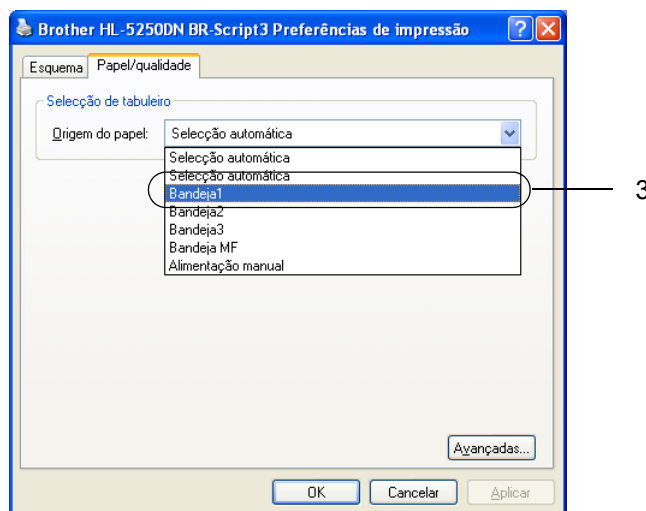 Brother HL-5250DN BR-Script3 Preferências de impressão
Esquema Papel/qualidade
Selecção de tabuleiro
Origem do papel: Selecção automática
Selecção automática
Selecção automática
Bandeja1
3
Bandeja2
Bandeja3
Bandeja MF
Alimentação manual
Avançadas...
OK Cancelar Aplicar